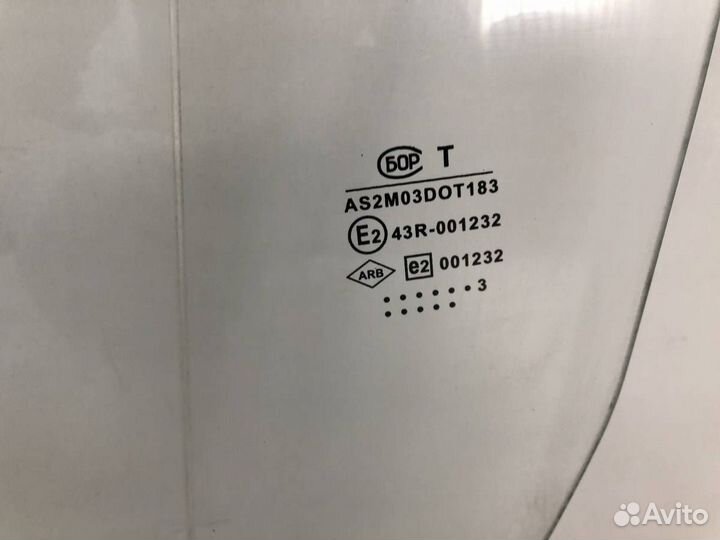 БОР T
AS2M03DOT183
E2 43R-001232
ARB e2 001232
3
Avito